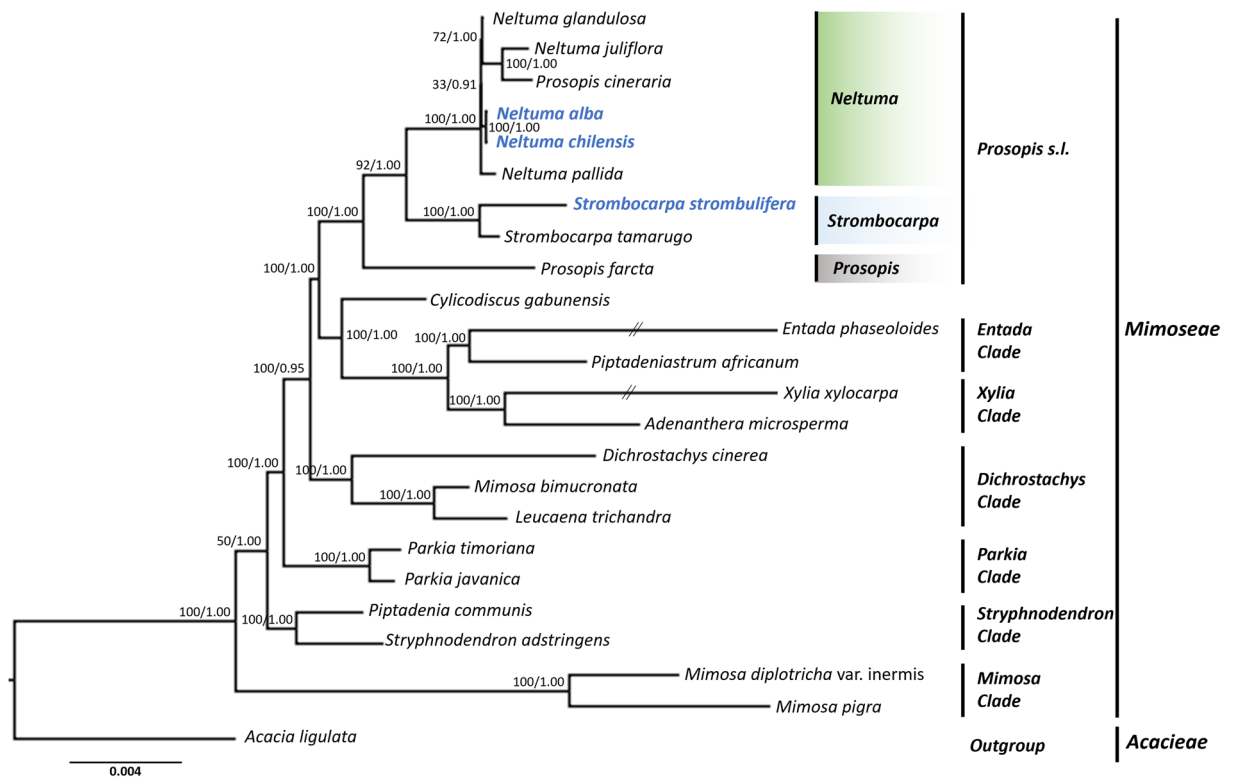 Neltuma glandulosa
72/1.00
Neltuma juliflora
100/1.00
Prosopis cineraria
33/0.91
Neltuma
Neltuma alba
100/1.00
100/1.00
Neltuma chilensis
Prosopis s.l.
92/1.00
Neltuma pallida
Strombocarpa strombulifera
100/1.00
100/1.00
Strombocarpa
Strombocarpa tamarugo
100/1.00
Prosopis farcta
Prosopis
Cylicodiscus gabunensis
Entada phaseoloides
Entada
Clade
Mimoseae
100/1.00
100/1.00
Piptadeniastrum africanum
100/0.95
100/1.00
Xylia xylocarpa
Xylia
Clade
100/1.00
Adenanthera microsperma
Dichrostachys cinerea
100/1.00
100/1.00
Dichrostachys
Clade
Mimosa bimucronata
100/1.00
Leucaena trichandra
50/1.00
Parkia timoriana
Parkia
Clade
100/1.00
Parkia javanica
Piptadenia communis
100/1.00
100/1.00
Stryphnodendron
Clade
Stryphnodendron adstringens
Mimosa diplotricha var. inermis
Mimosa
Clade
100/1.00
Mimosa pigra
Acacia ligulata
Outgroup
Acacieae
0.004